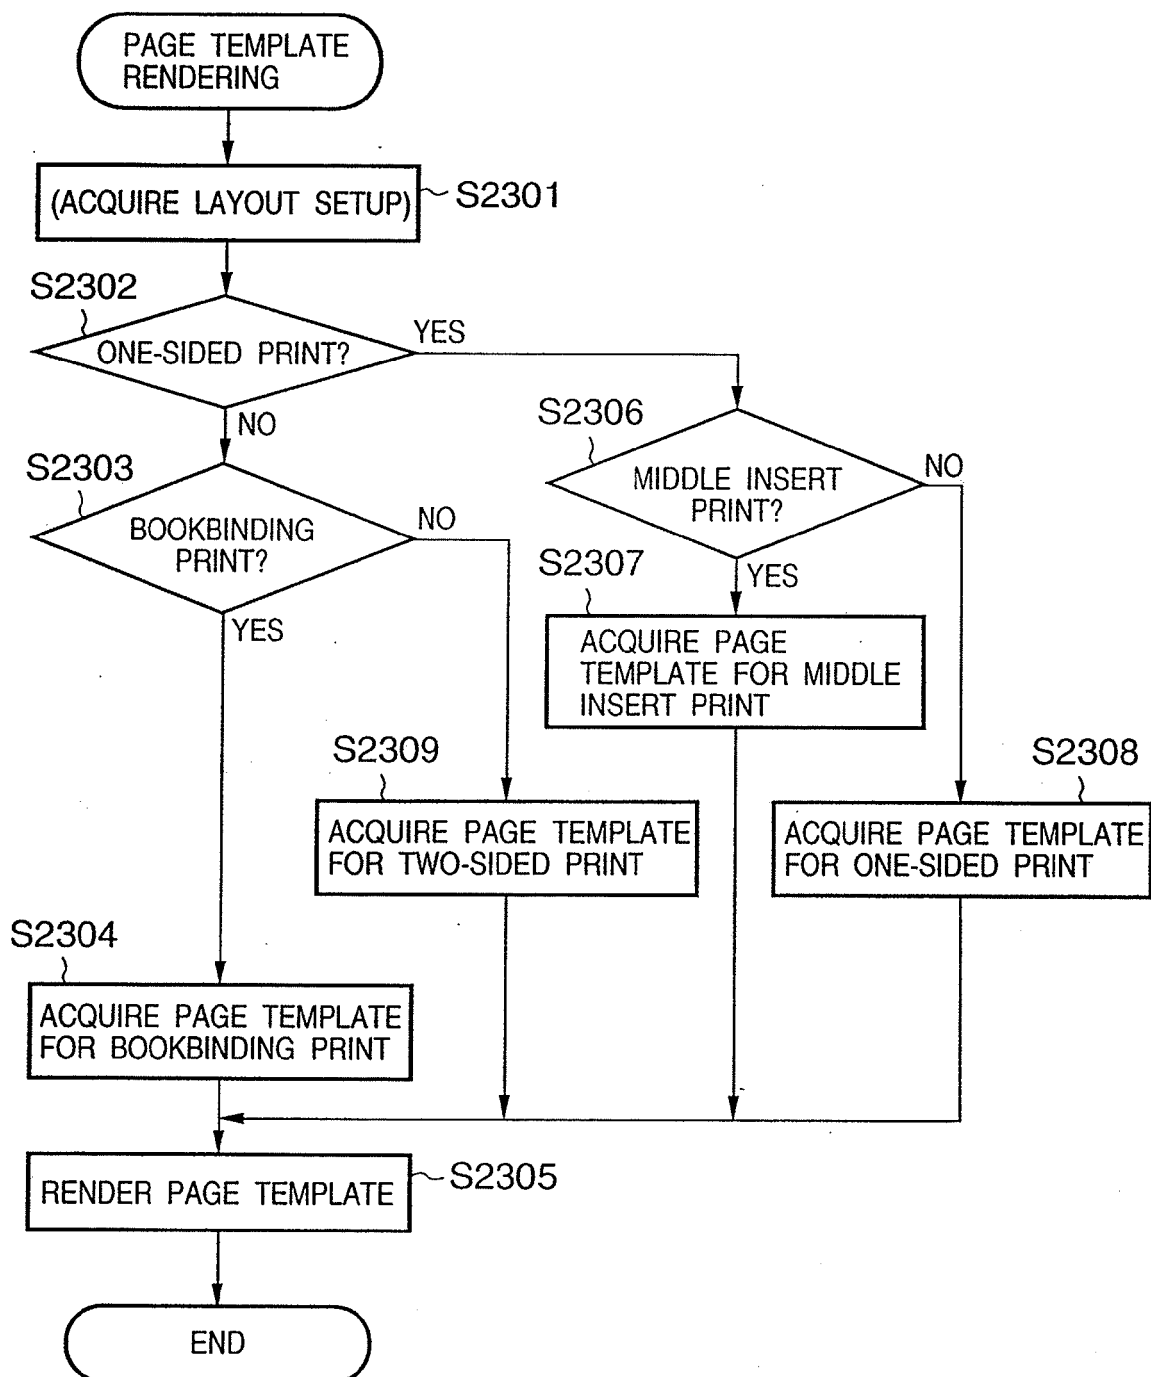 PAGE TEMPLATE
RENDERING
(ACQUIRE LAYOUT SETUP)
S2301
S2302
ONE-SIDED PRINT?
YES
NO
S2303
BOOKBINDING
PRINT?
NO
YES
S2306
MIDDLE INSERT
PRINT?
NO
YES
S2307
ACQUIRE PAGE
TEMPLATE FOR MIDDLE
INSERT PRINT
S2309
ACQUIRE PAGE TEMPLATE
FOR TWO-SIDED PRINT
S2308
ACQUIRE PAGE TEMPLATE
FOR ONE-SIDED PRINT
S2304
ACQUIRE PAGE TEMPLATE
FOR BOOKBINDING PRINT
RENDER PAGE TEMPLATE
S2305
END